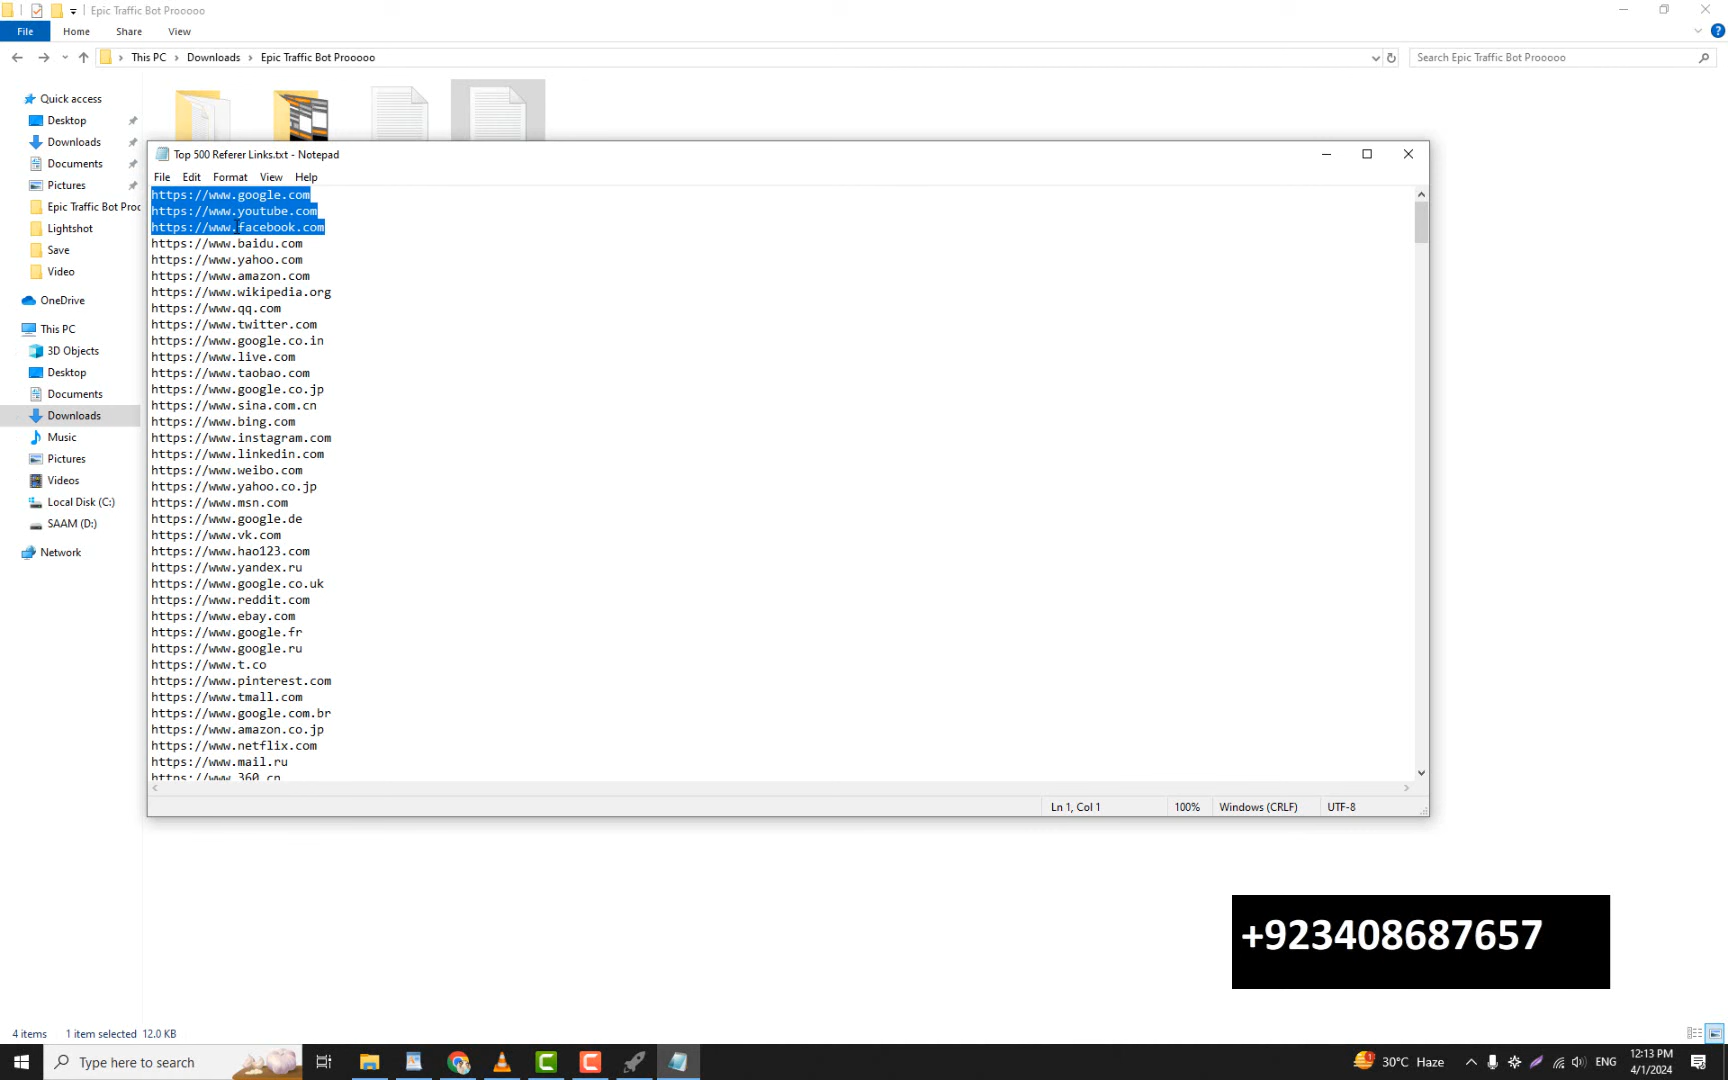 Epic Traffic Bot Prooooo
File Home Share View
This PC > Downloads > Epic Traffic Bot Prooooo
Search Epic Traffic Bot Prooooo
Quick access
Desktop
Downloads
Documents
Pictures
Epic Traffic Bot Proc
Lightshot
Save
Video
OneDrive
This PC
3D Objects
Desktop
Documents
Downloads
Music
Pictures
Videos
Local Disk (C:)
SAAM (D:)
Network
Top 500 Referer Links.txt - Notepad
File Edit Format View Help
https://www.google.com
https://www.youtube.com
https://www.facebook.com
https://www.baidu.com
https://www.yahoo.com
https://www.amazon.com
https://www.wikipedia.org
https://www.qq.com
https://www.twitter.com
https://www.google.co.in
https://www.live.com
https://www.taobao.com
https://www.google.co.jp
https://www.sina.com.cn
https://www.bing.com
https://www.instagram.com
https://www.linkedin.com
https://www.weibo.com
https://www.yahoo.co.jp
https://www.msn.com
https://www.google.de
https://www.vk.com
https://www.hao123.com
https://www.yandex.ru
https://www.google.co.uk
https://www.reddit.com
https://www.ebay.com
https://www.google.fr
https://www.google.ru
https://www.t.co
https://www.pinterest.com
https://www.tmall.com
https://www.google.com.br
https://www.amazon.co.jp
https://www.netflix.com
https://www.mail.ru
https://www.360.cn
Ln 1, Col 1 100% Windows (CRLF) UTF-8
+923408687657
4 items 1 item selected 12.0 KB
Type here to search
30°C Haze
ENG
12:13 PM
4/1/2024